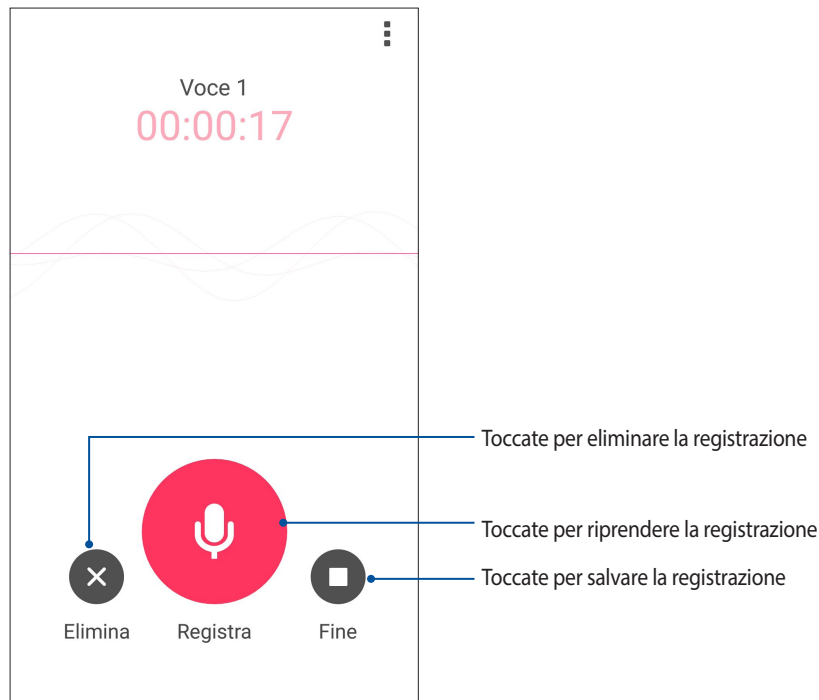 Voce 1
00:00:17
Toccate per eliminare la registrazione
Toccate per riprendere la registrazione
Toccate per salvare la registrazione
Elimina
Registra
Fine